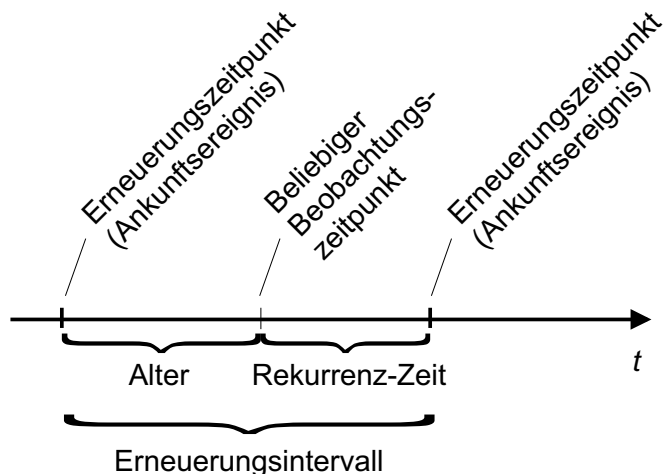 Erneuerungszeitpunkt
(Ankunftsereignis)
Beliebiger
Beobachtungs-
zeitpunkt
Erneuerungszeitpunkt
(Ankunftsereignis)
t
Alter
Rekurrenz-Zeit
Erneuerungsintervall